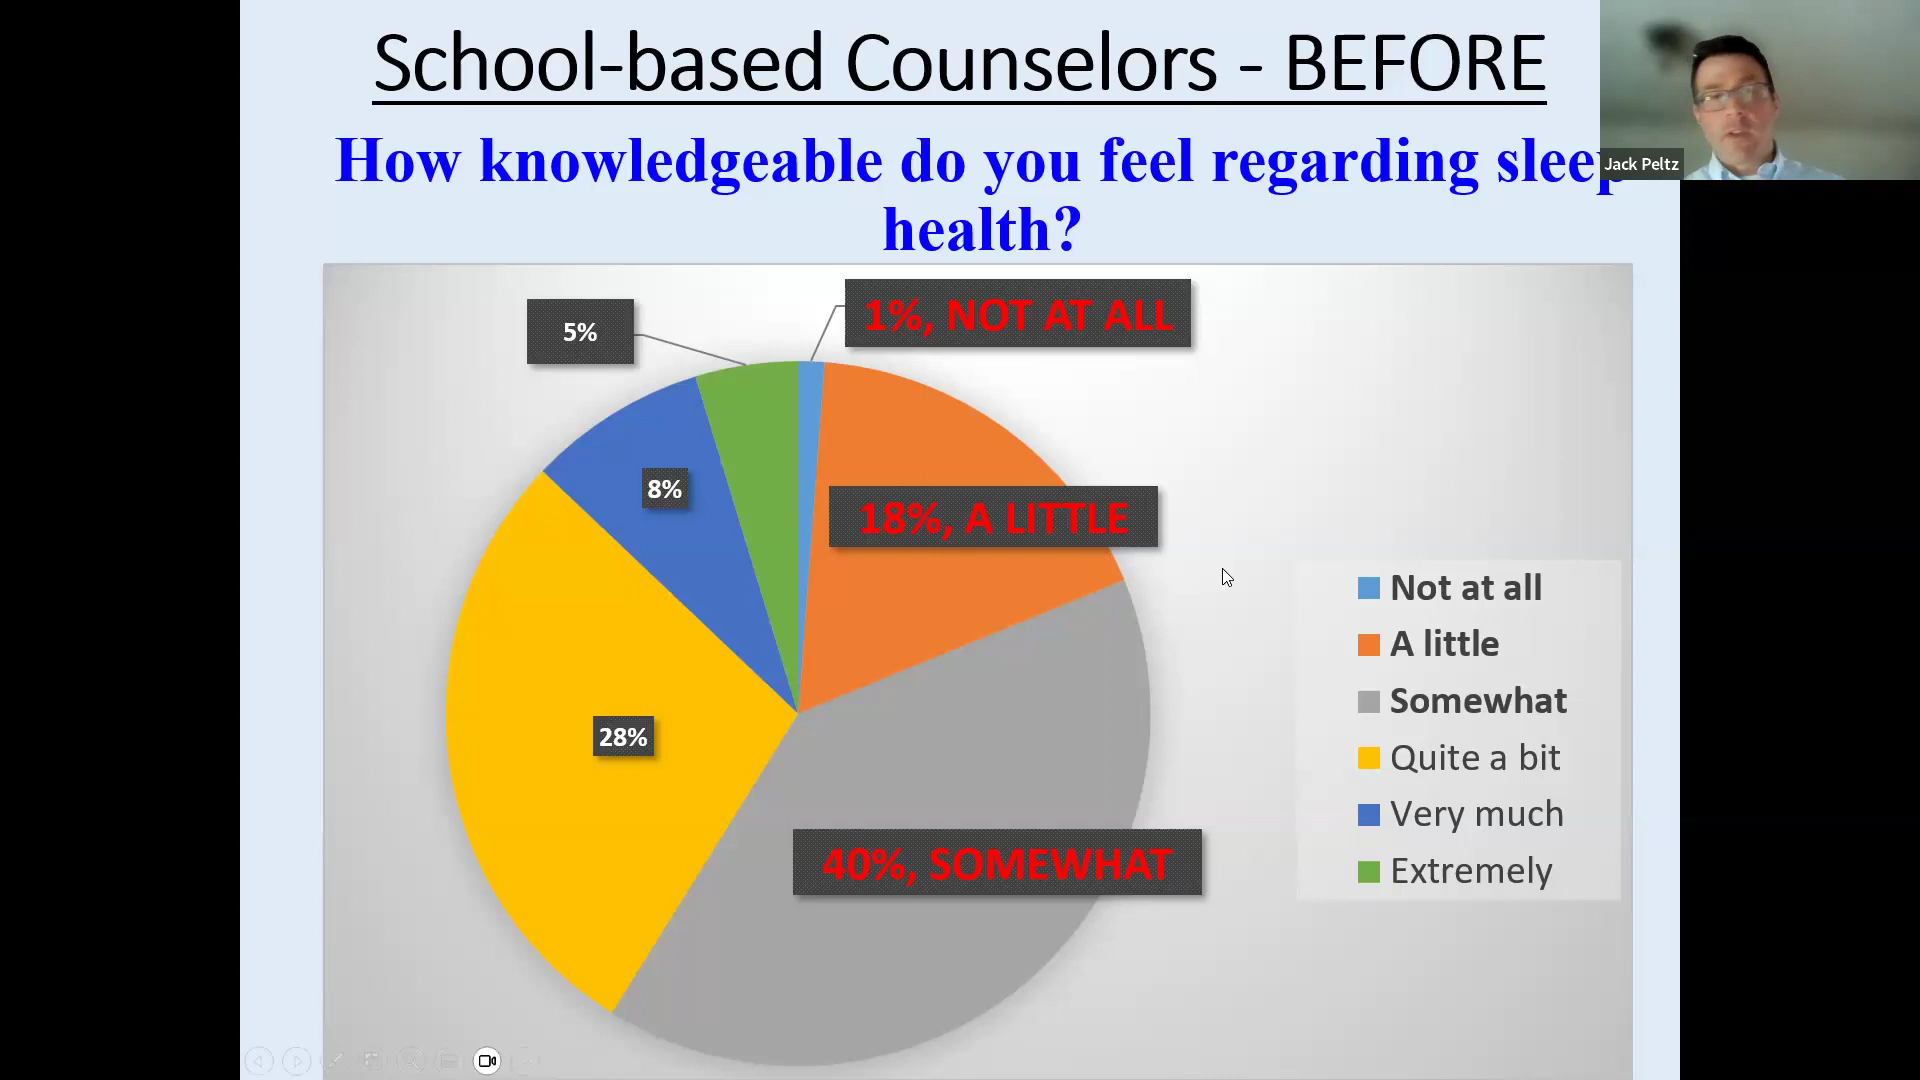 School-based Counselors - BEFORE
How knowledgeable do you feel regarding sleep
health?
Jack Peltz
5%
1%, NOT AT ALL
8%
18%, A LITTLE
28%
40%, SOMEWHAT
Not at all
A little
Somewhat
Quite a bit
Very much
Extremely